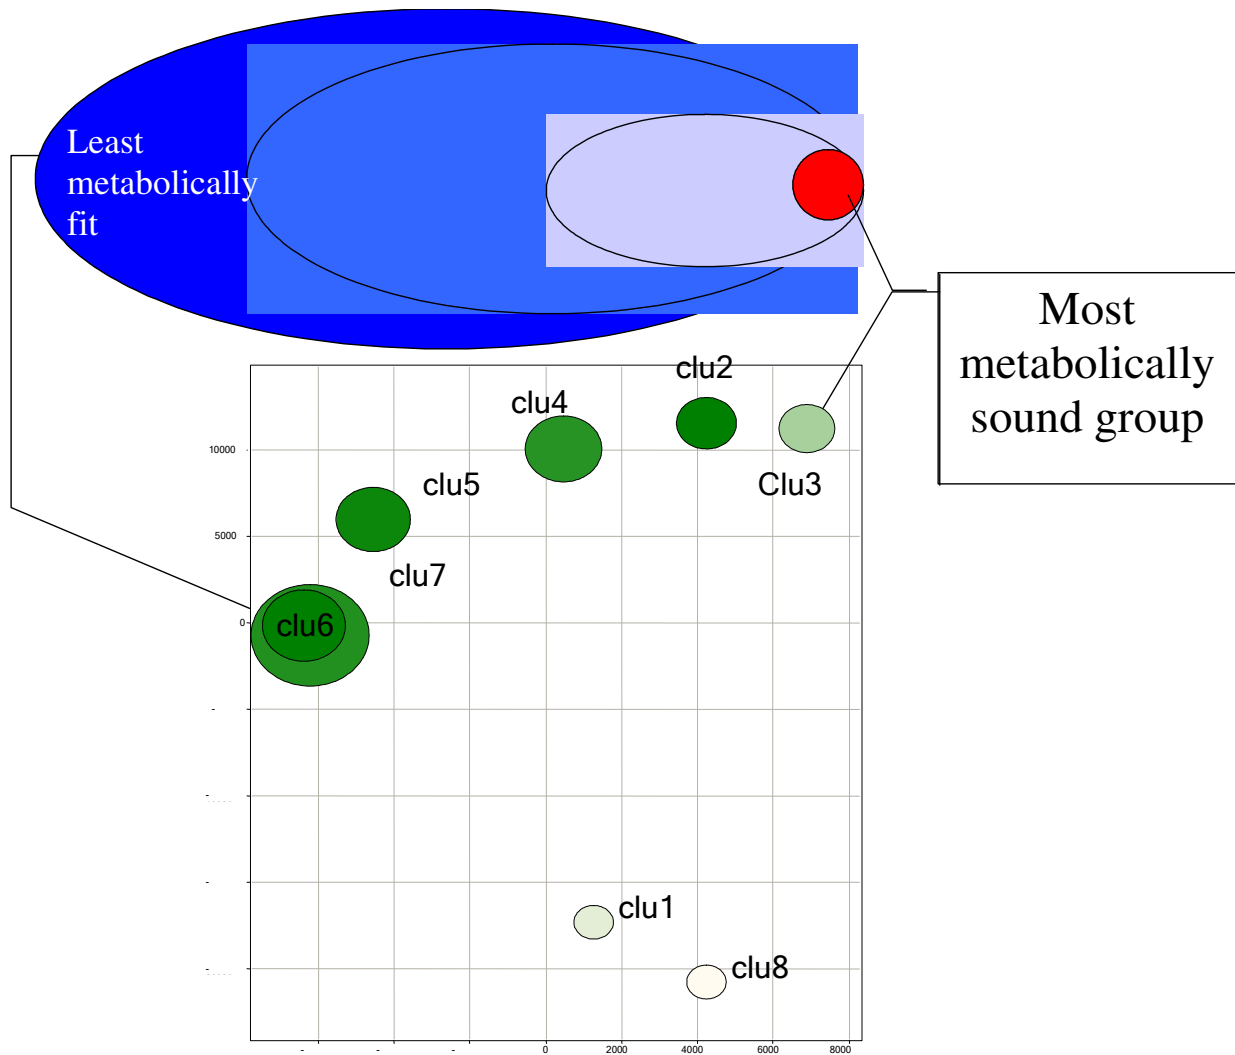 Least
metabolically
fit
Most
metabolically
sound group
clu2
clu4
clu5
Clu3
clu7
clu6
clu1
clu8
10000
5000
0
0
2000
4000
6000
8000